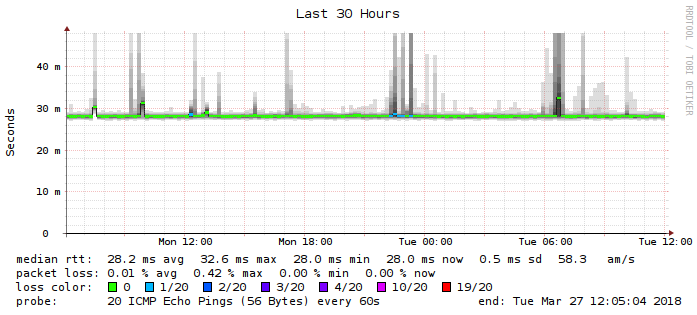 Last 30 Hours
RRDTOOL / TOBI OETIKER
Seconds
40 m
30 m
20 m
10 m
0
Mon 12:00 Mon 18:00 Tue 00:00 Tue 06:00 Tue 12:00
median rtt: 28.2 ms avg 32.6 ms max 28.0 ms min 28.0 ms now 0.5 ms sd 58.3 am/s
packet loss: 0.01 % avg 0.42 % max 0.00 % min 0.00 % now
loss color: 0 1/20 2/20 3/20 4/20 10/20 19/20
probe: 20 ICMP Echo Pings (56 Bytes) every 60s end: Tue Mar 27 12:05:04 2018